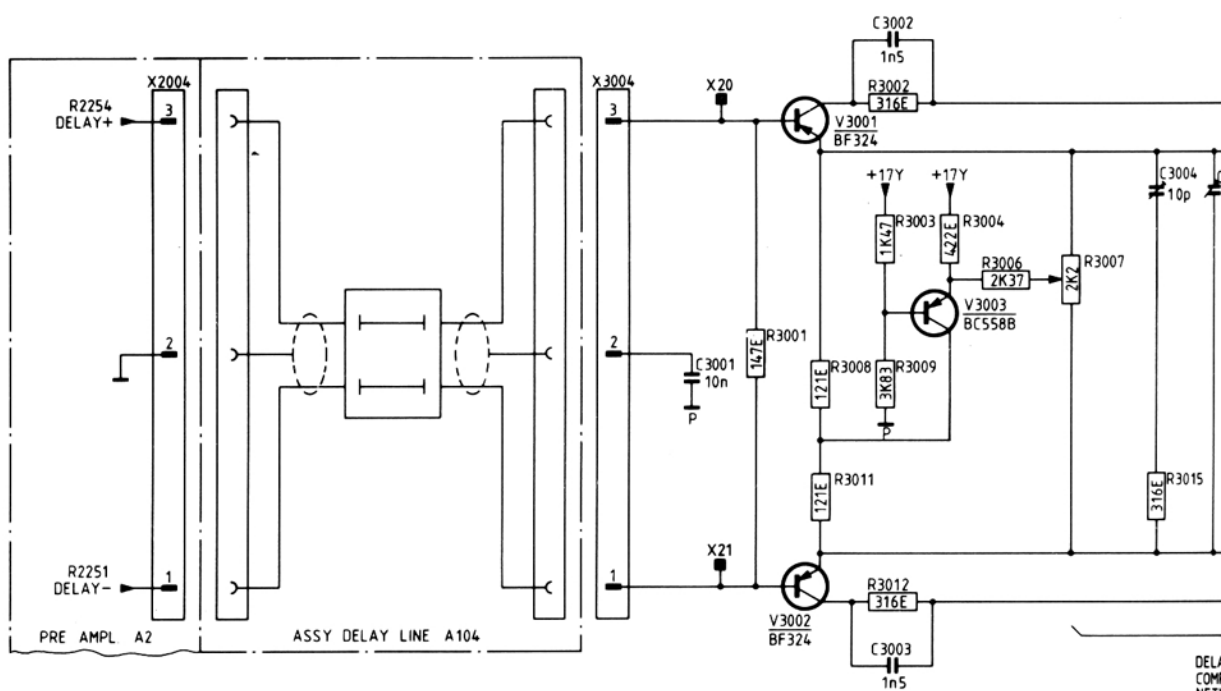 C3002
1n5
X2004
X3004
X20
R3002
316E
R2254
DELAY+
3
3
V3001
BF324
+17Y
+17Y
C3004
10p
R3003
1K47
R3004
422E
R3006
2K37
R3007
2K2
V3003
BC558B
2
2
C3001
10n
P
R3001
147E
R3008
121E
R3009
3K83
P
R3011
121E
R3015
316E
X21
R2251
DELAY-
1
1
R3012
316E
V3002
BF324
PRE AMPL. A2
ASSY DELAY LINE A104
C3003
1n5